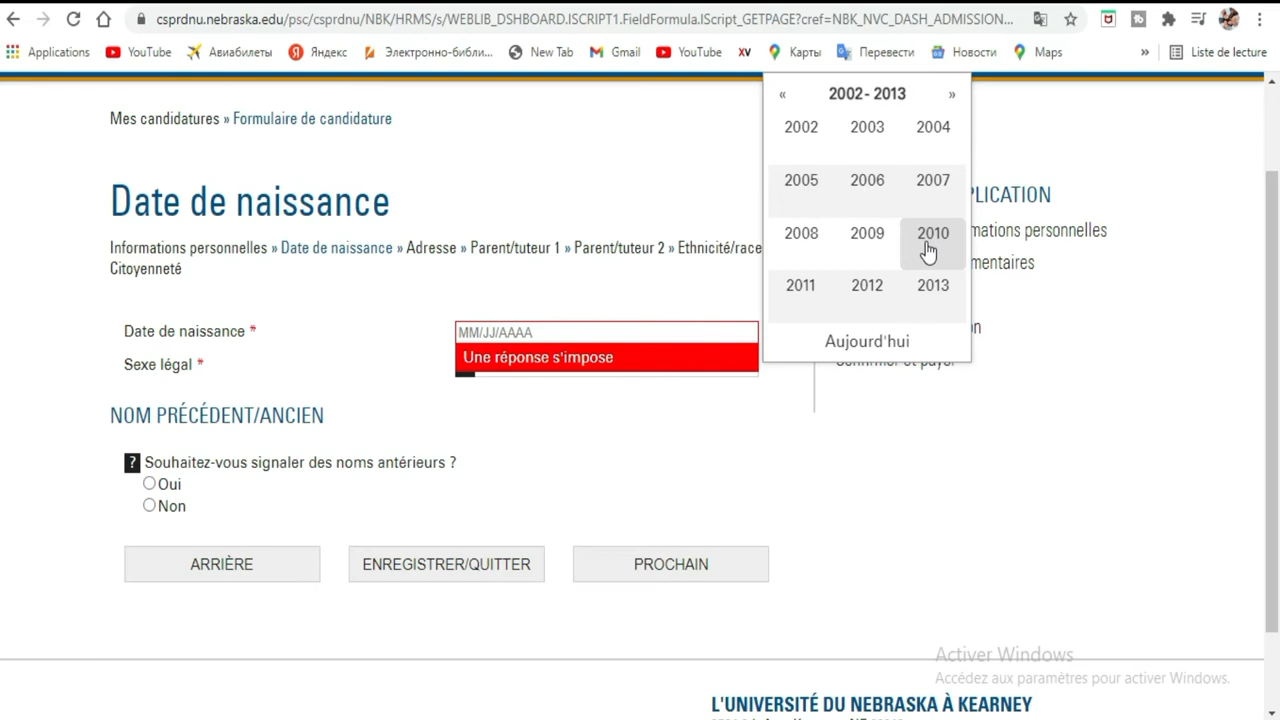 csprdnu.nebraska.edu/psc/csprdnu/NBK/HRMS/s/WEBLIB_DSHBOARD.ISCRIPT1.FieldFormula.IScript_GETPAGE?cref=NBK_NVC_DASH_ADMISSION...
Applications YouTube Авиабилеты Яндекс Электронно-библи... New Tab Gmail YouTube XV Карты Перевести Новости Maps » Liste de lecture
Mes candidatures » Formulaire de candidature
Date de naissance
Informations personnelles » Date de naissance » Adresse » Parent/tuteur 1 » Parent/tuteur 2 » Ethnicité/race
Citoyenneté
Date de naissance *
MM/JJ/AAAA
Une réponse s'impose
Sexe légal *
NOM PRÉCÉDENT/ANCIEN
? Souhaitez-vous signaler des noms antérieurs ?
Oui
Non
ARRIÈRE ENREGISTRER/QUITTER PROCHAIN
« 2002-2013 »
2002 2003 2004
2005 2006 2007
2008 2009 2010
2011 2012 2013
Aujourd'hui
PLICATION
mations personnelles
mentaires
Activer Windows
Accédez aux paramètres pour activer Windows.
L'UNIVERSITÉ DU NEBRASKA À KEARNEY